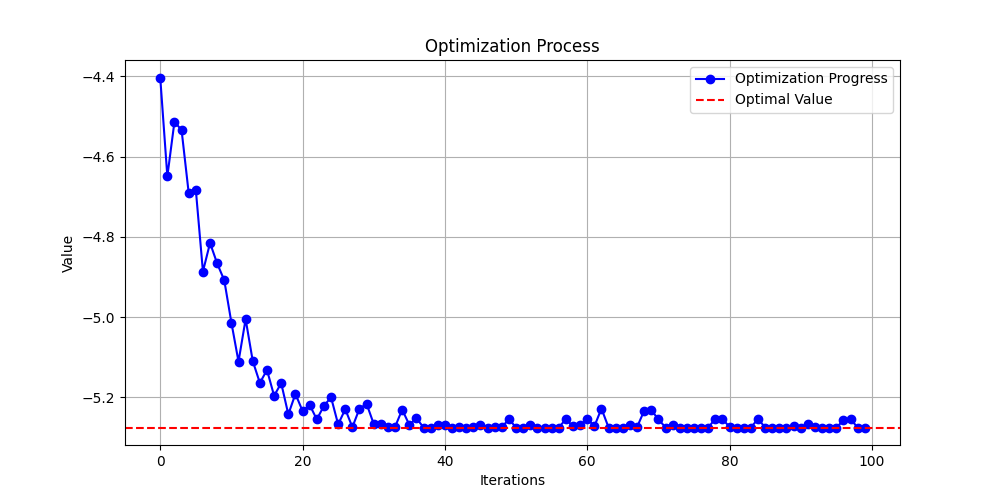 Optimization Process
Optimization Progress
Optimal Value
−4.4
−4.6
−4.8
−5.0
−5.2
Value
0 20 40 60 80 100
Iterations